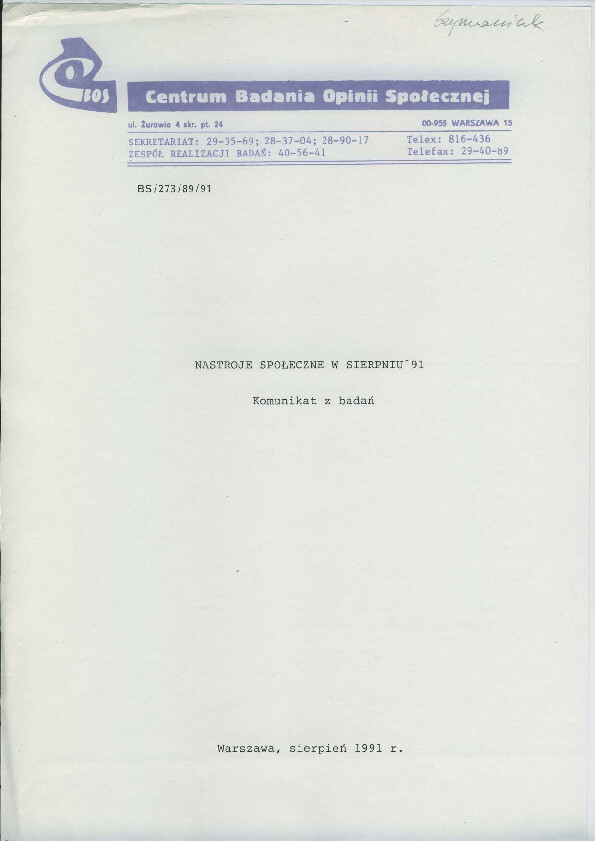 Szymaniak
CBOS
Centrum Badania Opinii Społecznej
ul. Żurawia 4 skr. pt. 24 00-955 WARSZAWA 15
SEKRETARIAT: 29-35-69; 28-37-04; 28-90-17 Telex: 816-436
ZESPÓŁ REALIZACJI BADAŃ: 40-56-41 Telefax: 29-40-89
BS/273/89/91
NASTROJE SPOŁECZNE W SIERPNIU'91
Komunikat z badań
Warszawa, sierpień 1991 r.